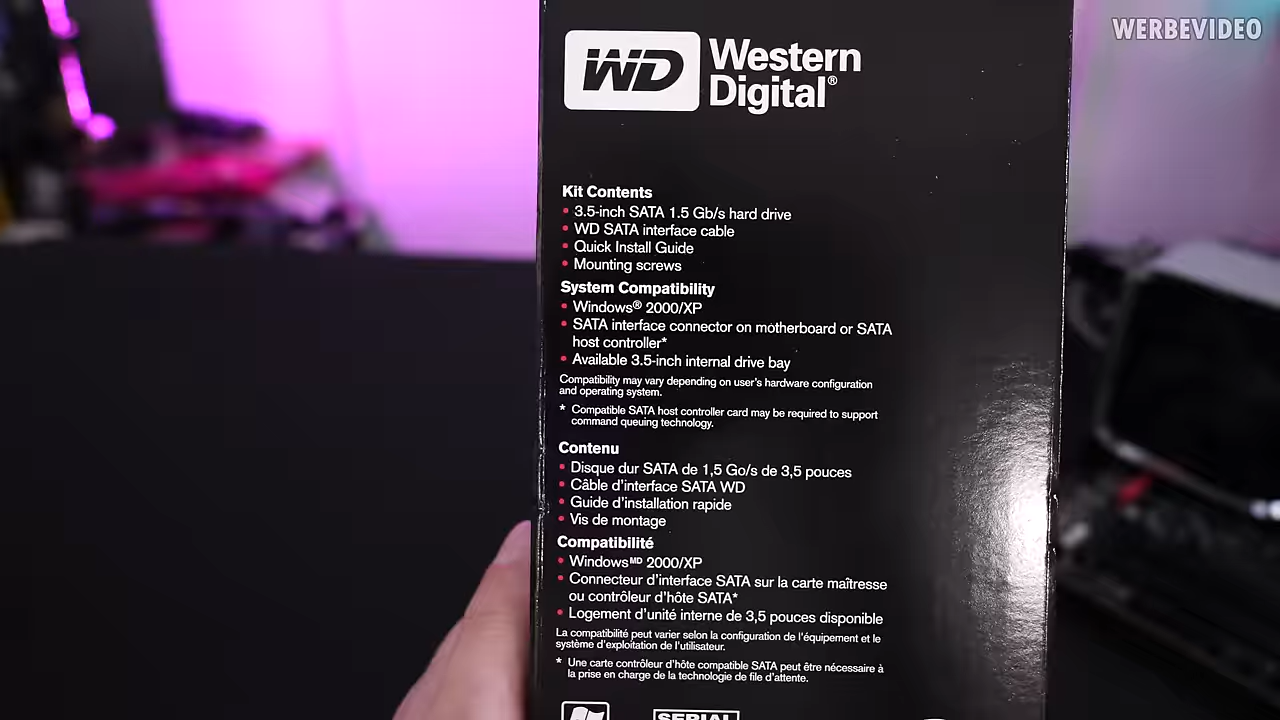 WERBEVIDEO
WD Western
Digital®
Kit Contents
• 3.5-inch SATA 1.5 Gb/s hard drive
• WD SATA interface cable
• Quick Install Guide
• Mounting screws
System Compatibility
• Windows® 2000/XP
• SATA interface connector on motherboard or SATA
host controller*
• Available 3.5-inch internal drive bay
Compatibility may vary depending on user's hardware configuration
and operating system.
* Compatible SATA host controller card may be required to support
command queuing technology.
Contenu
• Disque dur SATA de 1,5 Go/s de 3,5 pouces
• Câble d'interface SATA WD
• Guide d'installation rapide
• Vis de montage
Compatibilité
• Windowsᴹᴰ 2000/XP
• Connecteur d'interface SATA sur la carte maîtresse
ou contrôleur d'hôte SATA*
• Logement d'unité interne de 3,5 pouces disponible
La compatibilité peut varier selon la configuration de l'équipement et le
système d'exploitation de l'utilisateur.
* Une carte contrôleur d'hôte compatible SATA peut être nécessaire à
la prise en charge de la technologie de file d'attente.
SERIAL